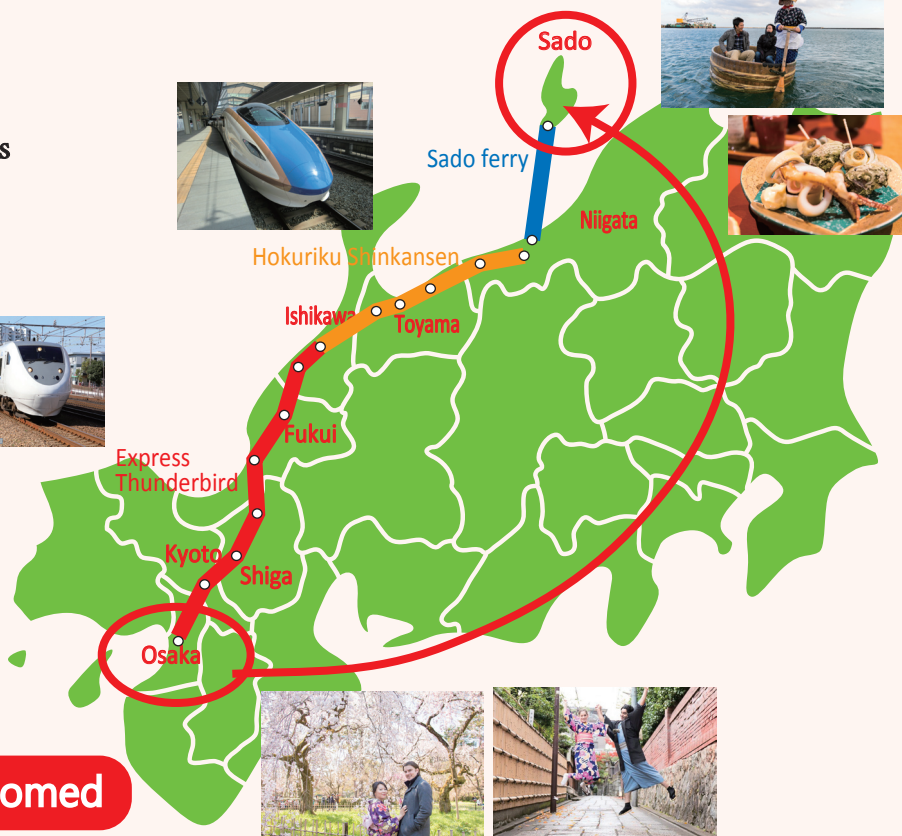 Sado
s
Sado ferry
Niigata
Hokuriku Shinkansen
Ishikawa
Toyama
Fukui
Express
Thunderbird
Kyoto
Shiga
Osaka
omed